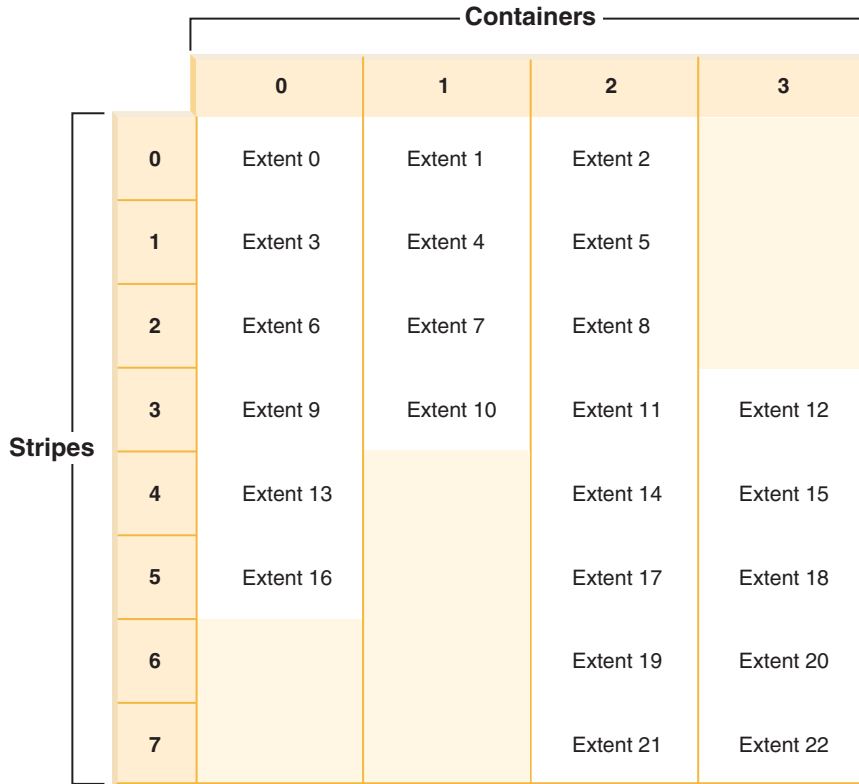 Containers
0 1 2 3
Stripes
0 Extent 0 Extent 1 Extent 2
1 Extent 3 Extent 4 Extent 5
2 Extent 6 Extent 7 Extent 8
3 Extent 9 Extent 10 Extent 11 Extent 12
4 Extent 13 Extent 14 Extent 15
5 Extent 16 Extent 17 Extent 18
6 Extent 19 Extent 20
7 Extent 21 Extent 22